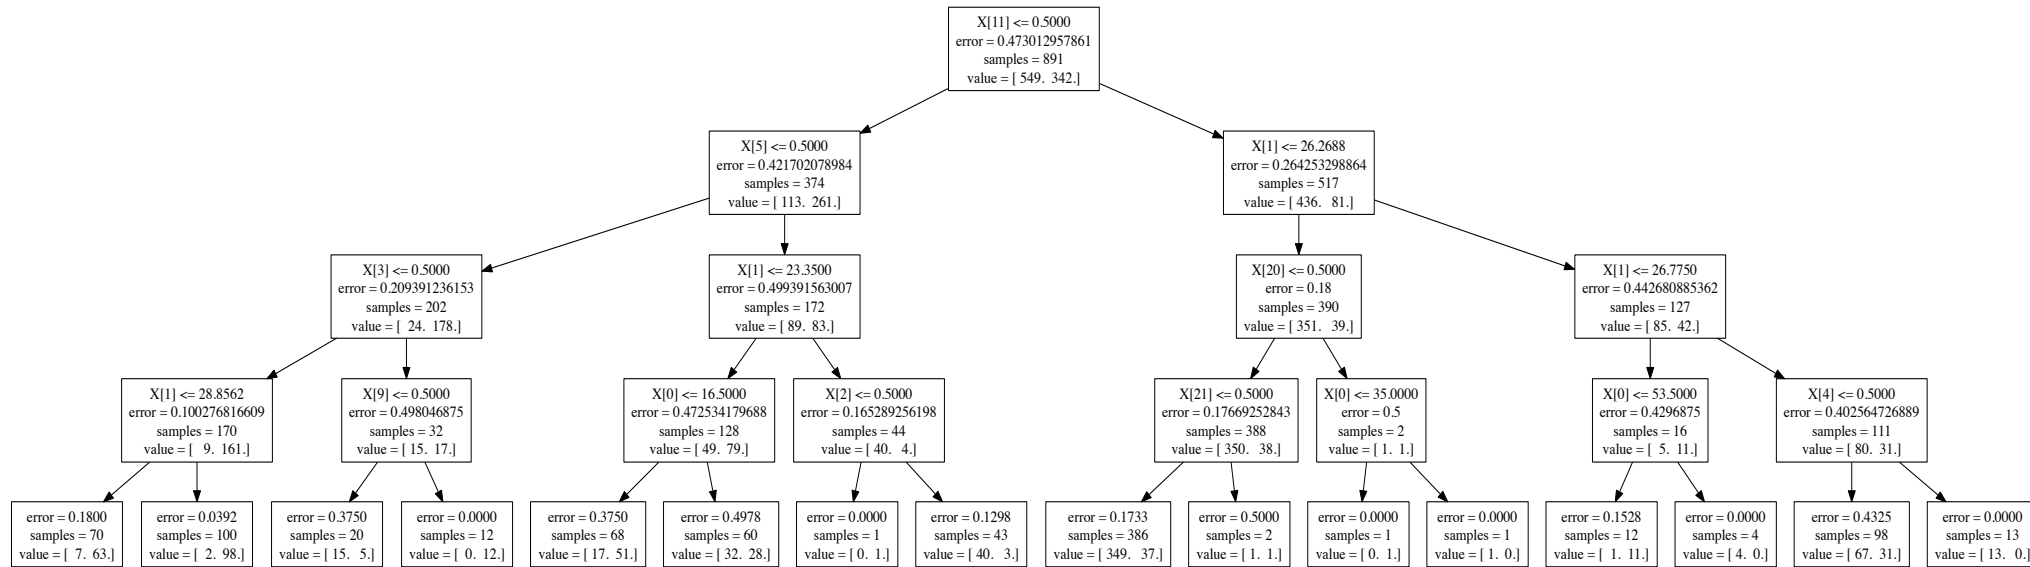 X[11] <= 0.5000
error = 0.473012957861
samples = 891
value = [ 549.  342.]
X[5] <= 0.5000
error = 0.421702078984
samples = 374
value = [ 113.  261.]
X[1] <= 26.2688
error = 0.264253298864
samples = 517
value = [ 436.   81.]
X[3] <= 0.5000
error = 0.209391236153
samples = 202
value = [  24.  178.]
X[1] <= 23.3500
error = 0.499391563007
samples = 172
value = [ 89.  83.]
X[20] <= 0.5000
error = 0.18
samples = 390
value = [ 351.   39.]
X[1] <= 26.7750
error = 0.442680885362
samples = 127
value = [ 85.  42.]
X[1] <= 28.8562
error = 0.100276816609
samples = 170
value = [   9.  161.]
X[9] <= 0.5000
error = 0.498046875
samples = 32
value = [ 15.  17.]
X[0] <= 16.5000
error = 0.472534179688
samples = 128
value = [ 49.  79.]
X[2] <= 0.5000
error = 0.165289256198
samples = 44
value = [ 40.   4.]
X[21] <= 0.5000
error = 0.17669252843
samples = 388
value = [ 350.   38.]
X[0] <= 35.0000
error = 0.5
samples = 2
value = [ 1.  1.]
X[0] <= 53.5000
error = 0.4296875
samples = 16
value = [  5.  11.]
X[4] <= 0.5000
error = 0.402564726889
samples = 111
value = [ 80.  31.]
error = 0.1800
samples = 70
value = [  7.  63.]
error = 0.0392
samples = 100
value = [  2.  98.]
error = 0.3750
samples = 20
value = [ 15.   5.]
error = 0.0000
samples = 12
value = [  0.  12.]
error = 0.3750
samples = 68
value = [ 17.  51.]
error = 0.4978
samples = 60
value = [ 32.  28.]
error = 0.0000
samples = 1
value = [ 0.  1.]
error = 0.1298
samples = 43
value = [ 40.   3.]
error = 0.1733
samples = 386
value = [ 349.   37.]
error = 0.5000
samples = 2
value = [ 1.  1.]
error = 0.0000
samples = 1
value = [ 0.  1.]
error = 0.0000
samples = 1
value = [ 1.  0.]
error = 0.1528
samples = 12
value = [  1.  11.]
error = 0.0000
samples = 4
value = [ 4.  0.]
error = 0.4325
samples = 98
value = [ 67.  31.]
error = 0.0000
samples = 13
value = [ 13.   0.]